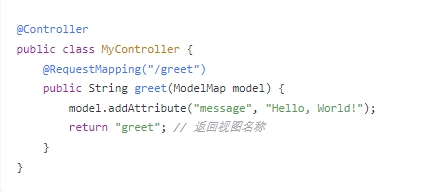 @Controller
public class MyController {
    @RequestMapping("/greet")
    public String greet(ModelMap model) {
        model.addAttribute("message", "Hello, World!");
        return "greet"; // 返回视图名称
    }
}